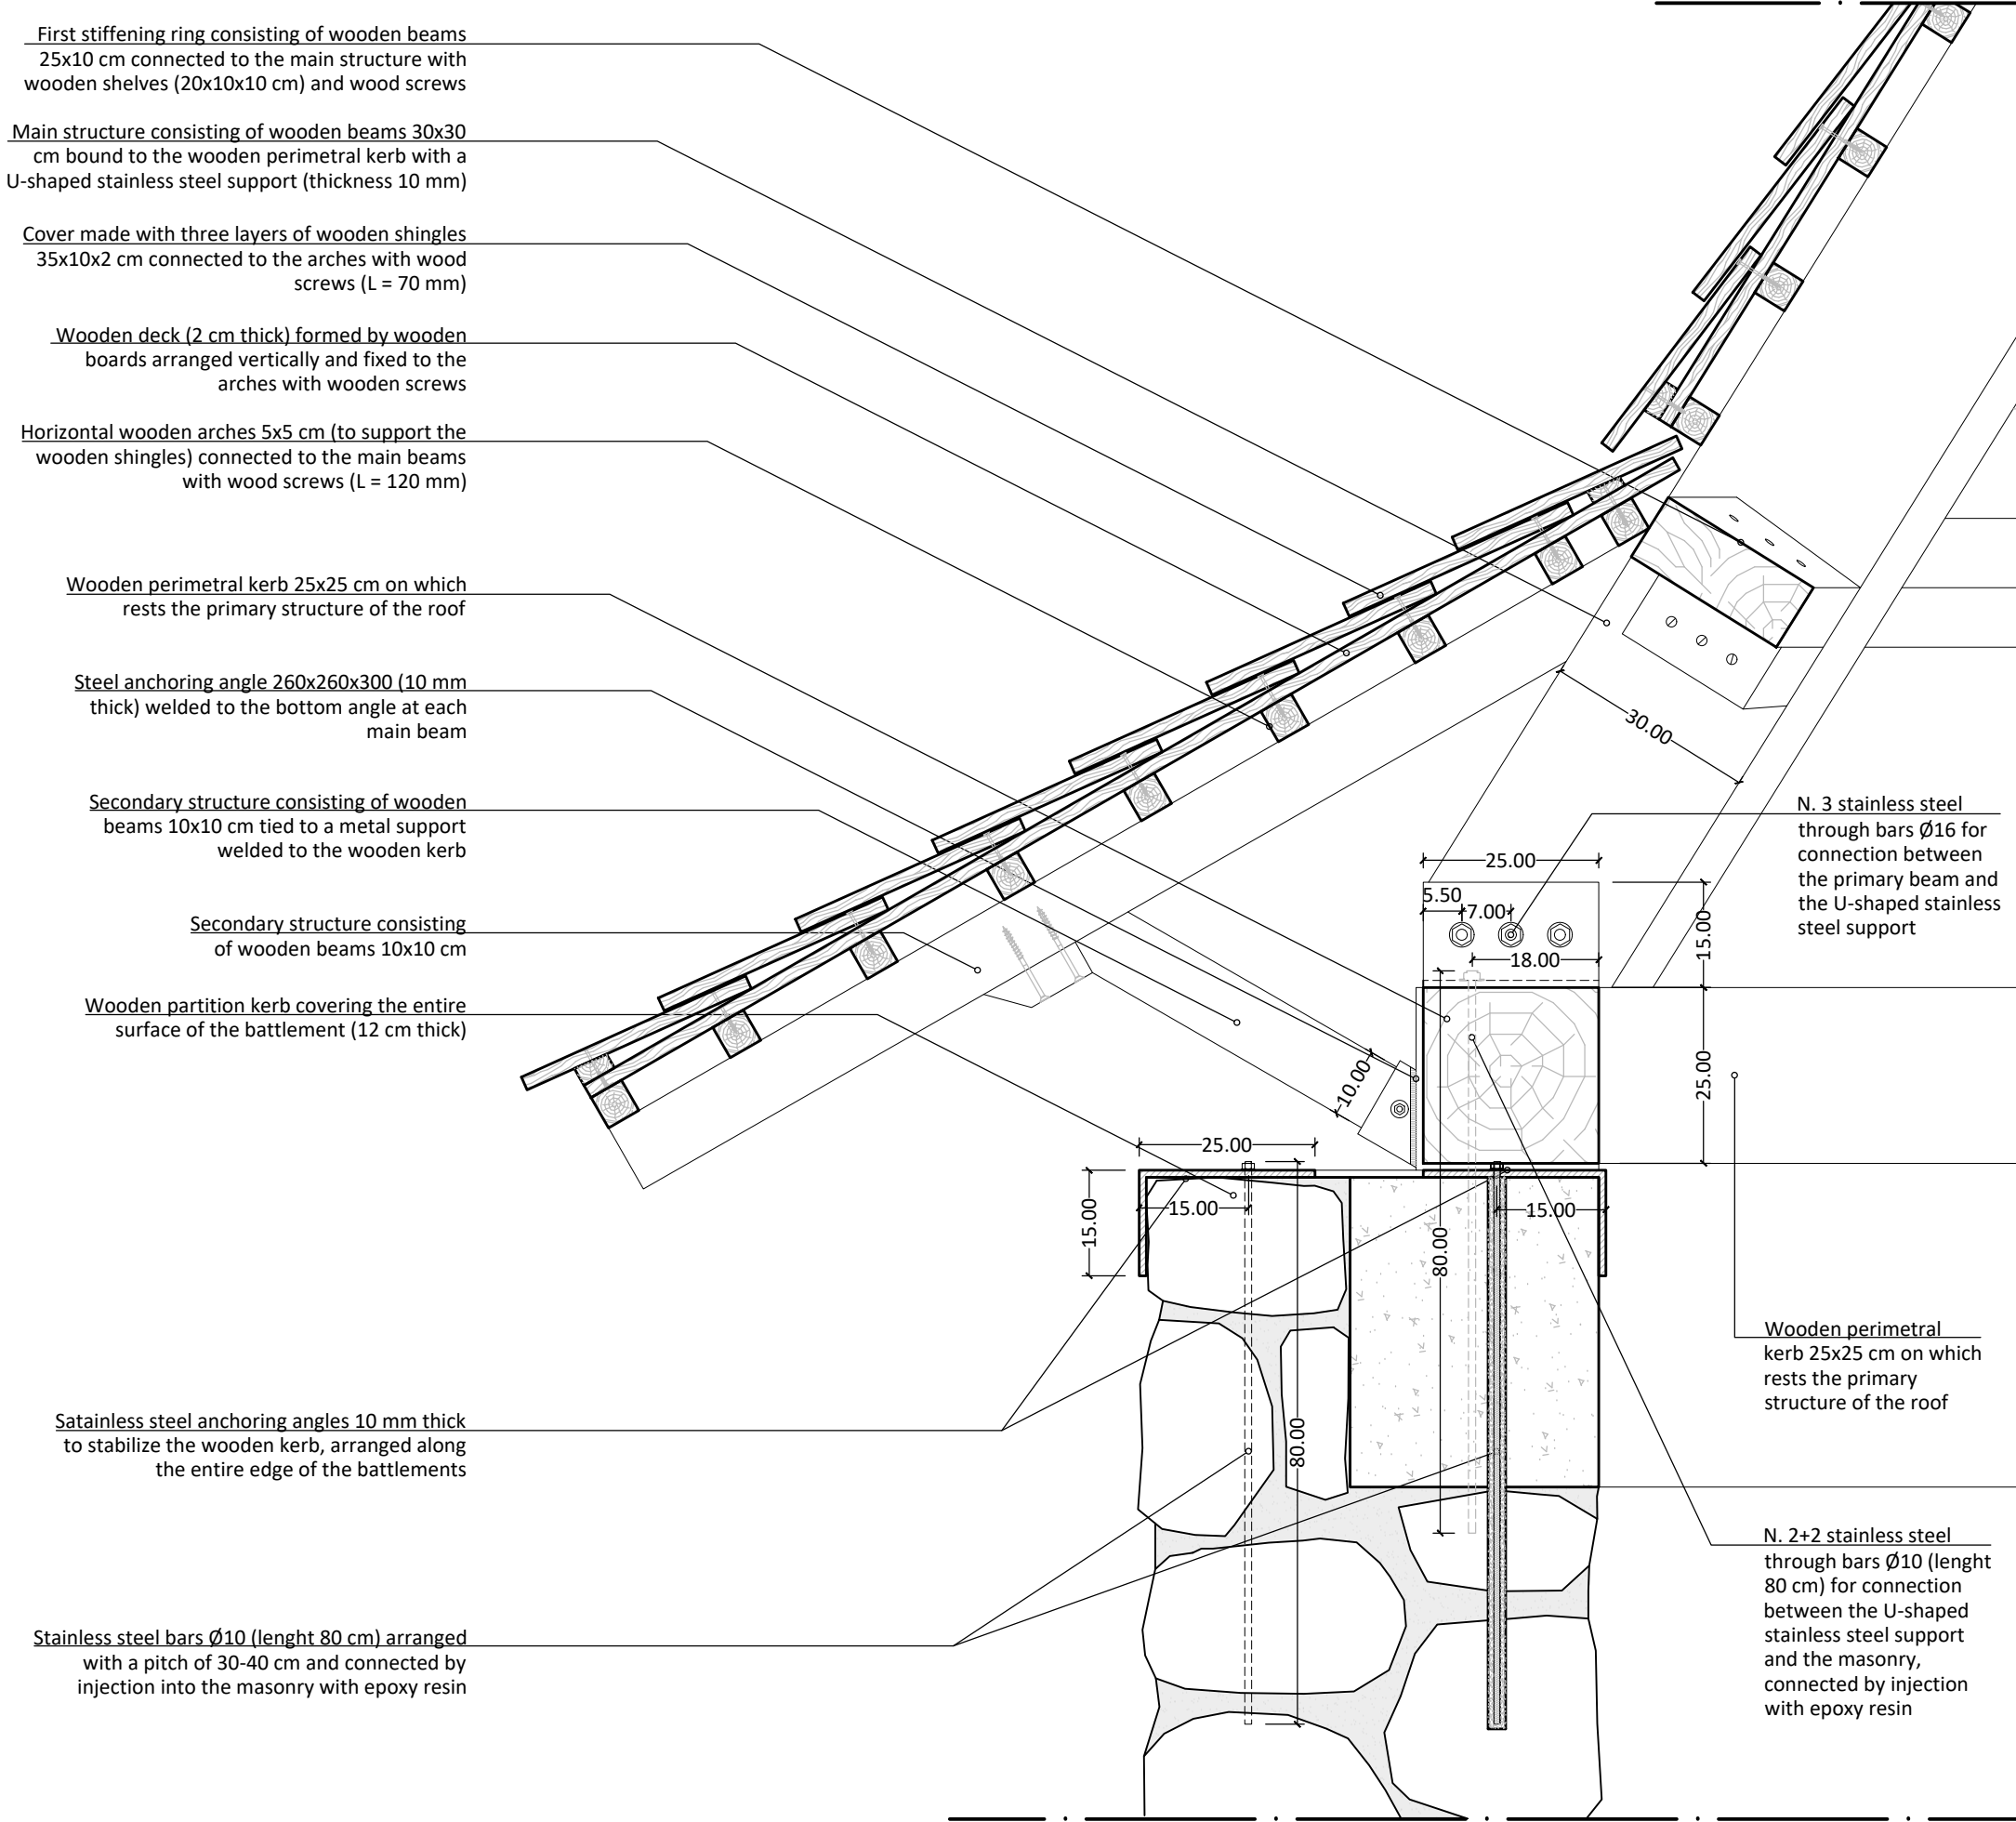 First stiffening ring consisting of wooden beams
25x10 cm connected to the main structure with
wooden shelves (20x10x10 cm) and wood screws
Main structure consisting of wooden beams 30x30
cm bound to the wooden perimetral kerb with a
U-shaped stainless steel support (thickness 10 mm)
Cover made with three layers of wooden shingles
35x10x2 cm connected to the arches with wood
screws (L = 70 mm)
Wooden deck (2 cm thick) formed by wooden
boards arranged vertically and fixed to the
arches with wooden screws
Horizontal wooden arches 5x5 cm (to support the
wooden shingles) connected to the main beams
with wood screws (L = 120 mm)
Wooden perimetral kerb 25x25 cm on which
rests the primary structure of the roof
Steel anchoring angle 260x260x300 (10 mm
thick) welded to the bottom angle at each
main beam
Secondary structure consisting of wooden
beams 10x10 cm tied to a metal support
welded to the wooden kerb
Secondary structure consisting
of wooden beams 10x10 cm
Wooden partition kerb covering the entire
surface of the battlement (12 cm thick)
Satainless steel anchoring angles 10 mm thick
to stabilize the wooden kerb, arranged along
the entire edge of the battlements
Stainless steel bars Ø10 (lenght 80 cm) arranged
with a pitch of 30-40 cm and connected by
injection into the masonry with epoxy resin
30.00
25.00
5.50
7.00
18.00
15.00
25.00
10.00
25.00
15.00
15.00
15.00
80.00
80.00
N. 3 stainless steel
through bars Ø16 for
connection between
the primary beam and
the U-shaped stainless
steel support
Wooden perimetral
kerb 25x25 cm on which
rests the primary
structure of the roof
N. 2+2 stainless steel
through bars Ø10 (lenght
80 cm) for connection
between the U-shaped
stainless steel support
and the masonry,
connected by injection
with epoxy resin